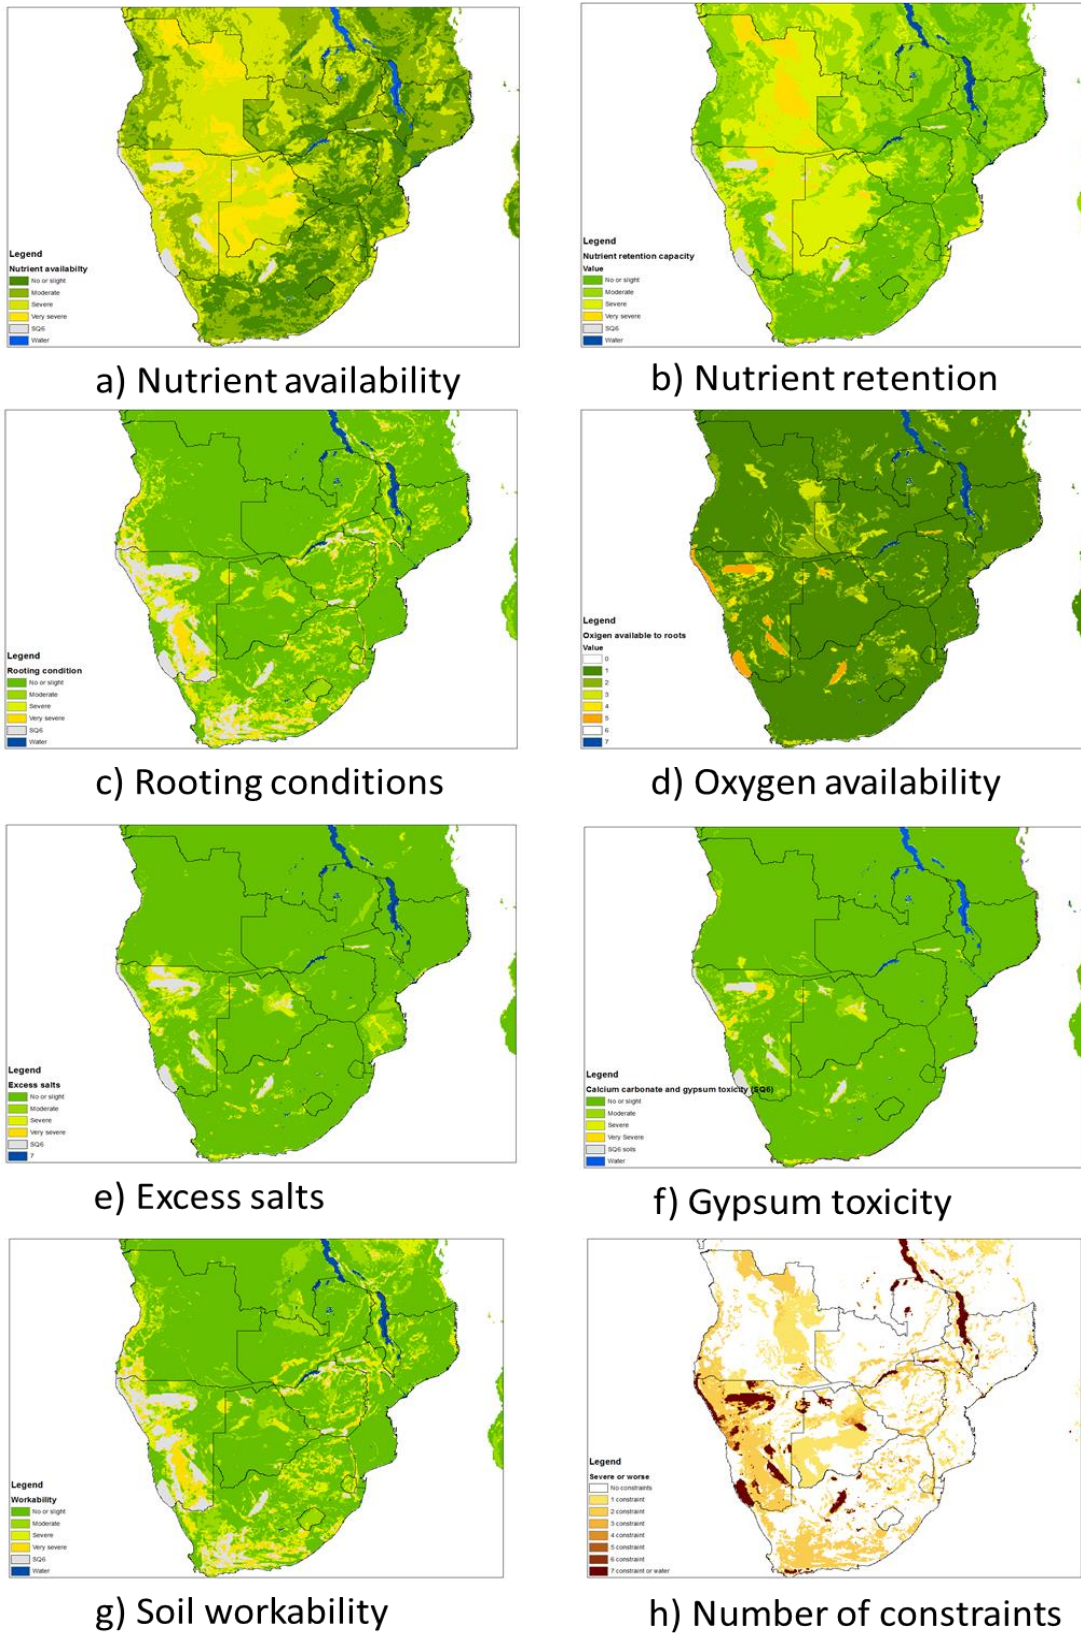 Legend
Nutrient availabilty
No or slight
Moderate
Severe
Very severe
SQ6
Water
a) Nutrient availability
Legend
Nutrient retention capacity
Value
No or slight
Moderate
Severe
Very severe
SQ6
Water
b) Nutrient retention
Legend
Rooting condition
No or slight
Moderate
Severe
Very severe
SQ6
Water
c) Rooting conditions
Legend
Oxigen available to roots
Value
0
1
2
3
4
5
6
7
d) Oxygen availability
Legend
Excess salts
No or slight
Moderate
Severe
Very severe
SQ6
7
e) Excess salts
Legend
Calcium carbonate and gypsum toxicity (SQ6)
No or slight
Moderate
Severe
Very Severe
SQ6 soils
Water
f) Gypsum toxicity
Legend
Workability
No or slight
Moderate
Severe
Very severe
SQ6
Water
g) Soil workability
Legend
Severe or worse
No constraints
1 constraint
2 constraint
3 constraint
4 constraint
5 constraint
6 constraint
7 constraint or water
h) Number of constraints